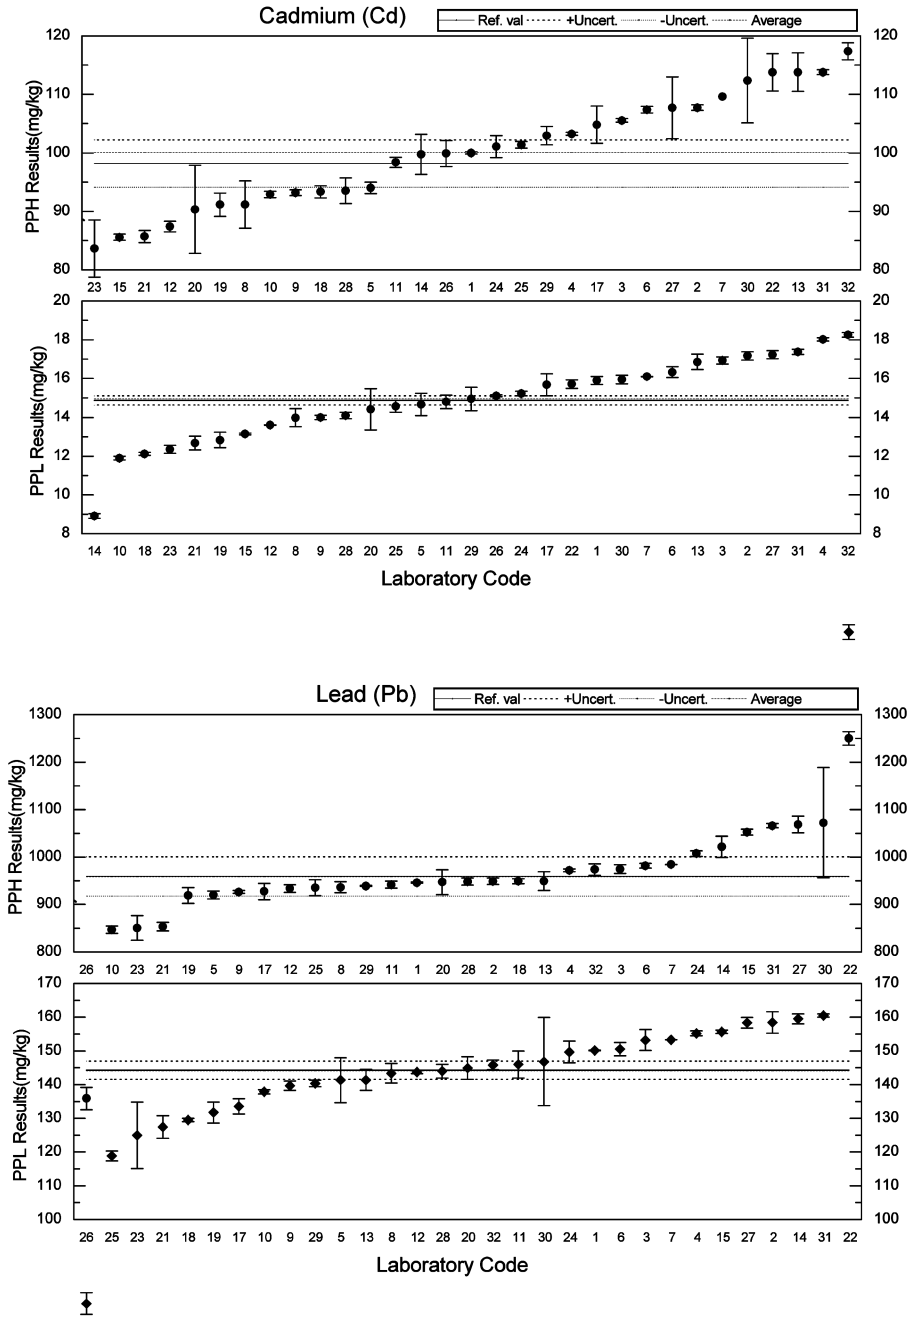 Cadmium (Cd)
Ref. val +Uncert. -Uncert. Average
PPH Results(mg/kg)
120 120
110 110
100 100
90 90
80 80
23 15 21 12 20 19 8 10 9 18 28 5 11 14 26 1 24 25 29 4 17 3 6 27 2 7 30 22 13 31 32
PPL Results(mg/kg)
20 20
18 18
16 16
14 14
12 12
10 10
8 8
14 10 18 23 21 19 15 12 8 9 28 20 25 5 11 29 26 24 17 22 1 30 7 6 13 3 2 27 31 4 32
Laboratory Code
Lead (Pb)
Ref. val +Uncert. -Uncert. Average
PPH Results(mg/kg)
1300 1300
1200 1200
1100 1100
1000 1000
900 900
800 800
26 10 23 21 19 5 9 17 12 25 8 29 11 1 20 28 2 18 13 4 32 3 6 7 24 14 15 31 27 30 22
PPL Results(mg/kg)
170 170
160 160
150 150
140 140
130 130
120 120
110 110
100 100
26 25 23 21 18 19 17 10 9 29 5 13 8 12 28 20 32 11 30 24 1 6 3 7 4 15 27 2 14 31 22
Laboratory Code